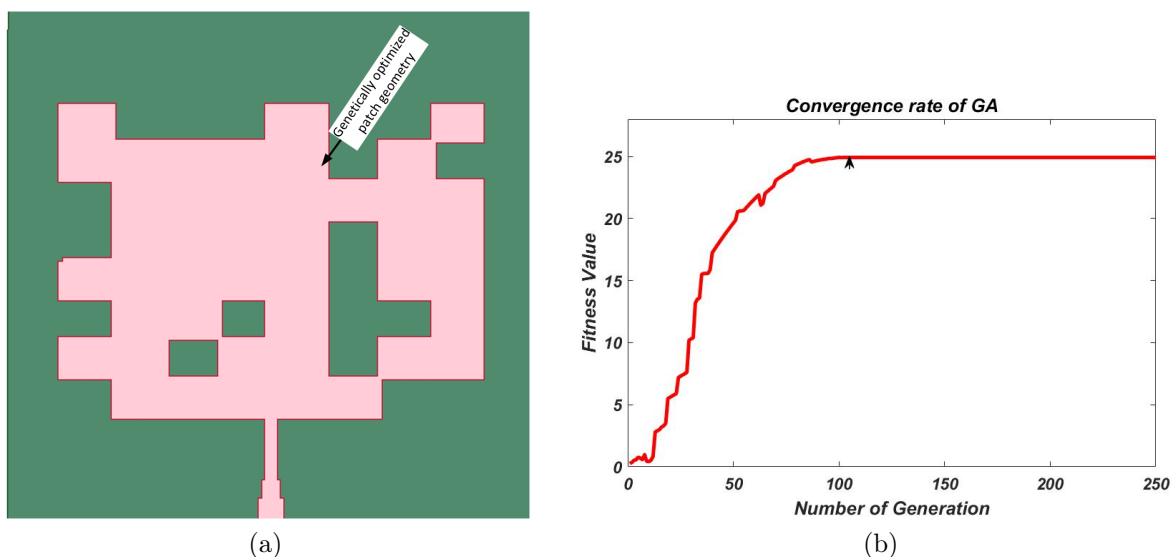 Genetically optimized
patch geometry
(a)
Convergence rate of GA
Fitness Value
25
20
15
10
5
0
0 50 100 150 200 250
Number of Generation
(b)